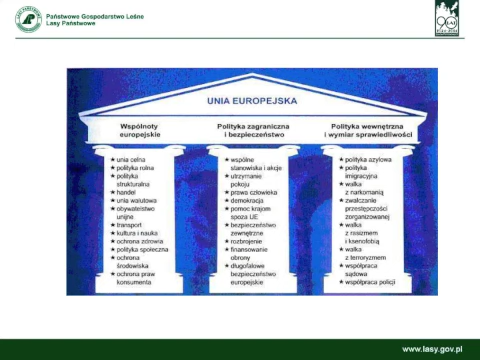 Państwowe Gospodarstwo Leśne
Lasy Państwowe
UNIA EUROPEJSKA
Wspólnoty
europejskie
★ unia celna
★ polityka rolna
★ polityka
strukturalna
★ handel
★ unia walutowa
★ obywatelstwo
unijne
★ transport
★ kultura i nauka
★ ochrona zdrowia
★ polityka społeczna
★ ochrona
środowiska
★ ochrona praw
konsumenta
Polityka zagraniczna
i bezpieczeństwo
★ wspólne
stanowiska i akcje
★ utrzymanie
pokoju
★ prawa człowieka
★ demokracja
★ pomoc krajom
spoza UE
★ bezpieczeństwo
zewnętrzne
★ rozbrojenie
★ finansowanie
obrony
★ długofalowe
bezpieczeństwo
europejskie
Polityka wewnętrzna
i wymiar sprawiedliwości
★ polityka azylowa
★ polityka
imigracyjna
★ walka
z narkomanią
★ zwalczanie
przestępczości
zorganizowanej
★ walka
z rasizmem
i ksenofobią
★ walka
z terroryzmem
★ współpraca
sądowa
★ współpraca policji
www.lasy.gov.pl